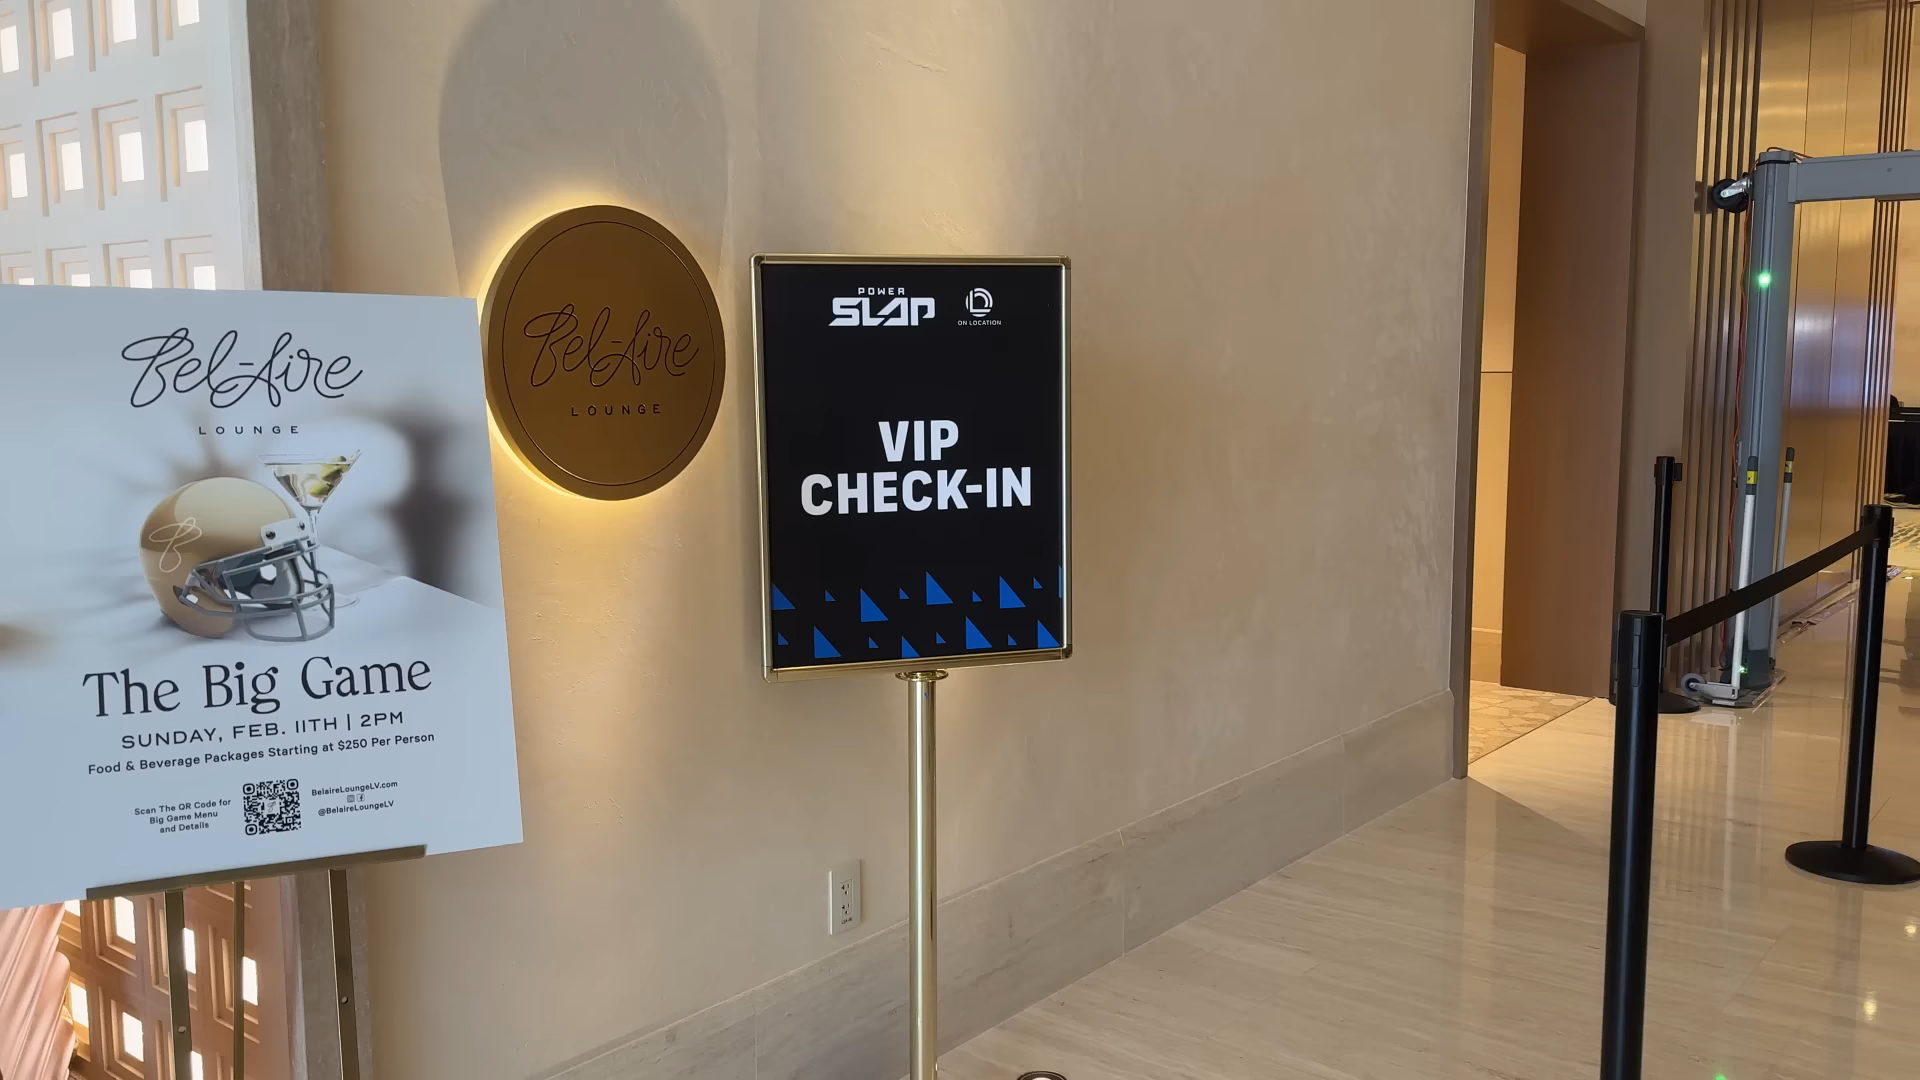 Bel-Aire
LOUNGE
The Big Game
SUNDAY, FEB. 11TH | 2PM
Food & Beverage Packages Starting at $250 Per Person
Scan The QR Code for
Big Game Menu
and Details
BelaireLoungeLV.com
@BelaireLoungeLV
Bel-Aire
LOUNGE
POWER
SLAP
ON LOCATION
VIP
CHECK-IN